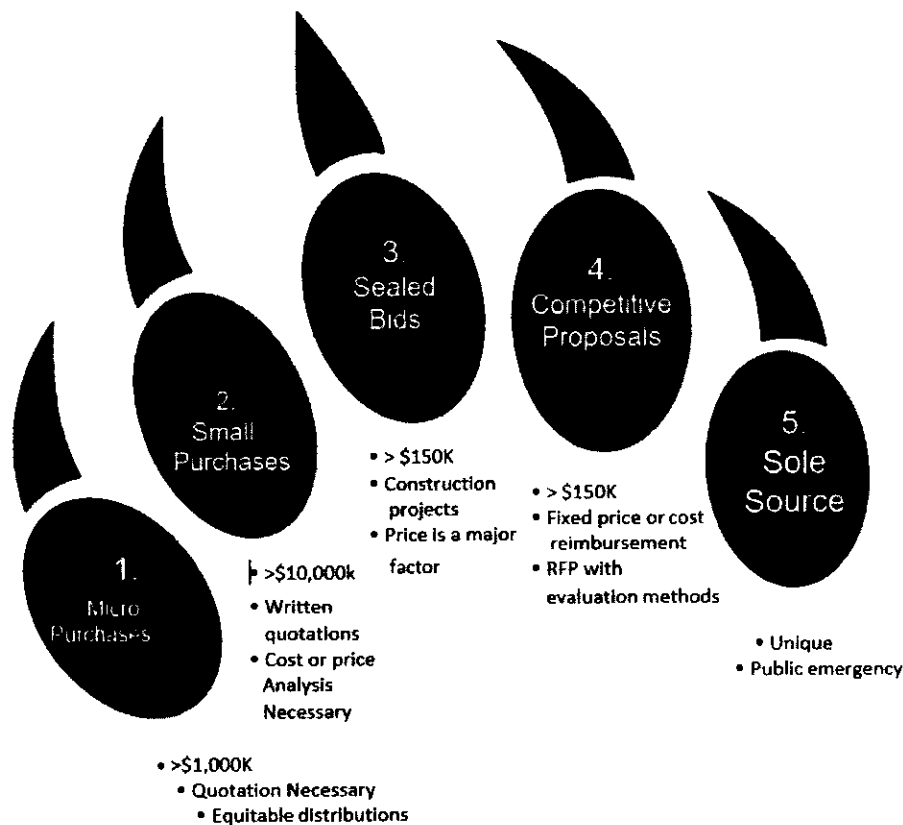 1.
Micro
Purchases
• >$1,000K
• Quotation Necessary
• Equitable distributions
2.
Small
Purchases
• >$10,000k
• Written
quotations
• Cost or price
Analysis
Necessary
3.
Sealed
Bids
• > $150K
• Construction
projects
• Price is a major
factor
4.
Competitive
Proposals
• > $150K
• Fixed price or cost
reimbursement
• RFP with
evaluation methods
5.
Sole
Source
• Unique
• Public emergency